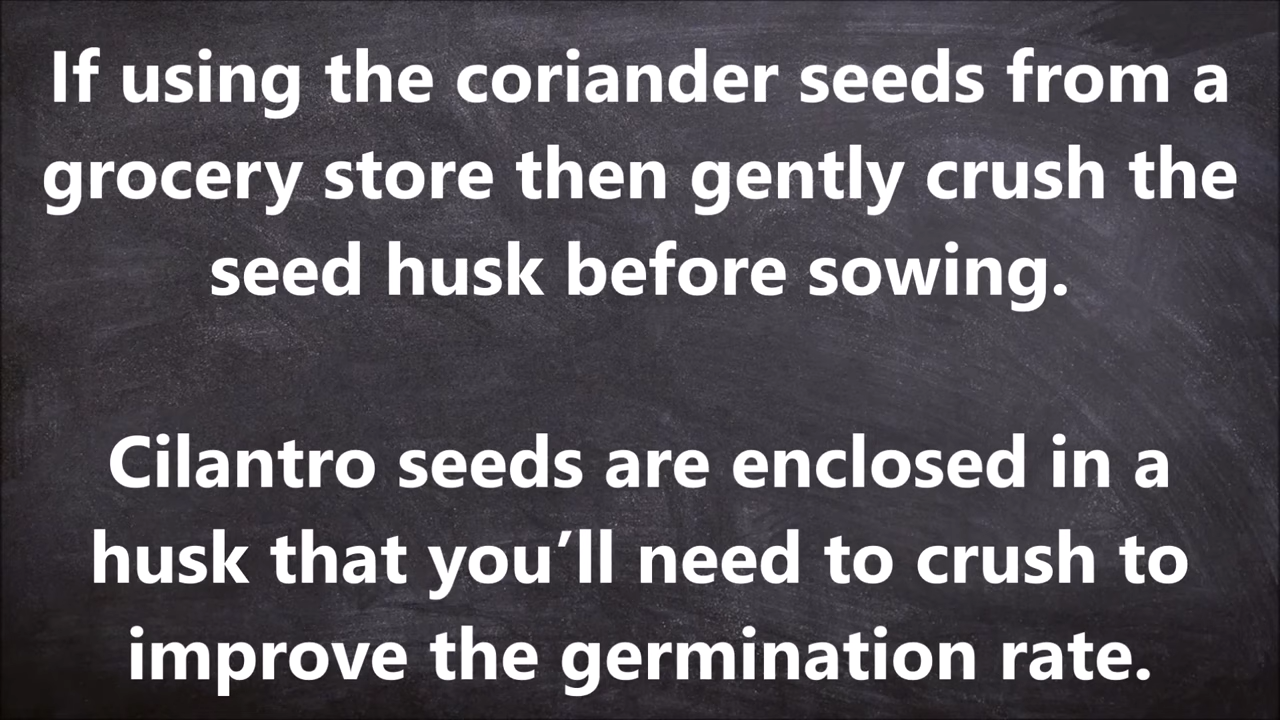 If using the coriander seeds from a
grocery store then gently crush the
seed husk before sowing.
Cilantro seeds are enclosed in a
husk that you’ll need to crush to
improve the germination rate.